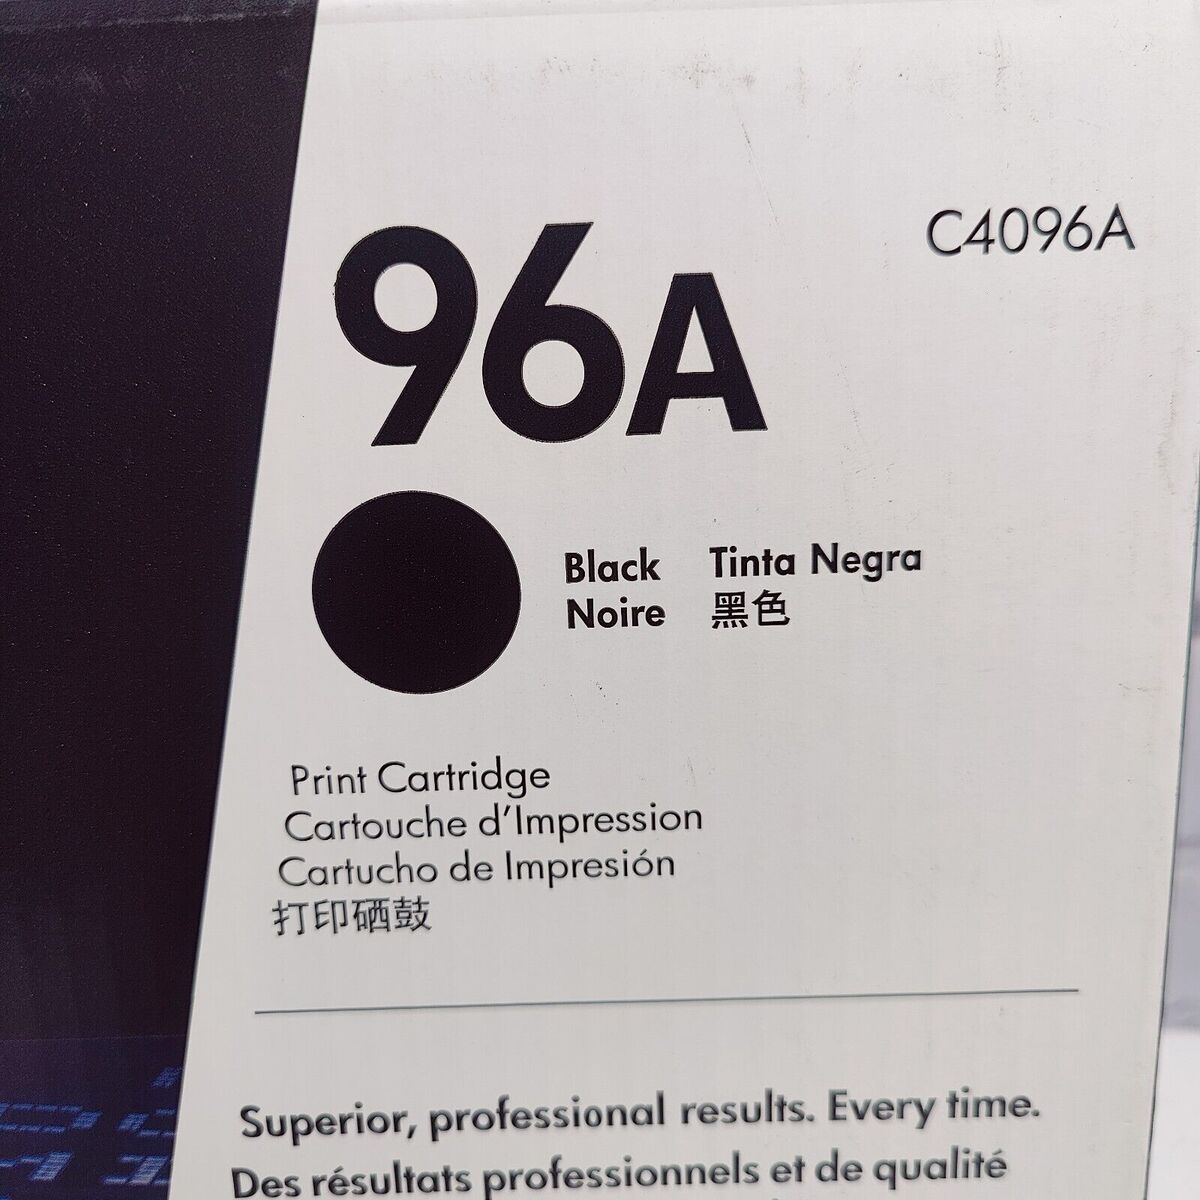 96A
C4096A
Black
Noire
Tinta Negra
黑色
Print Cartridge
Cartouche d'Impression
Cartucho de Impresión
打印硒鼓
Superior, professional results. Every time.
Des résultats professionnels et de qualité